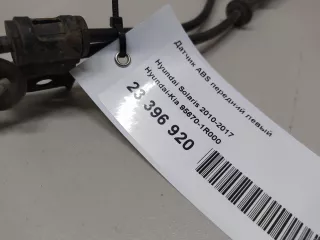 Датчик ABS передний левый
Hyundai Solaris 2010-2017
Hyundai-Kia 95670-1R000
23 396 920